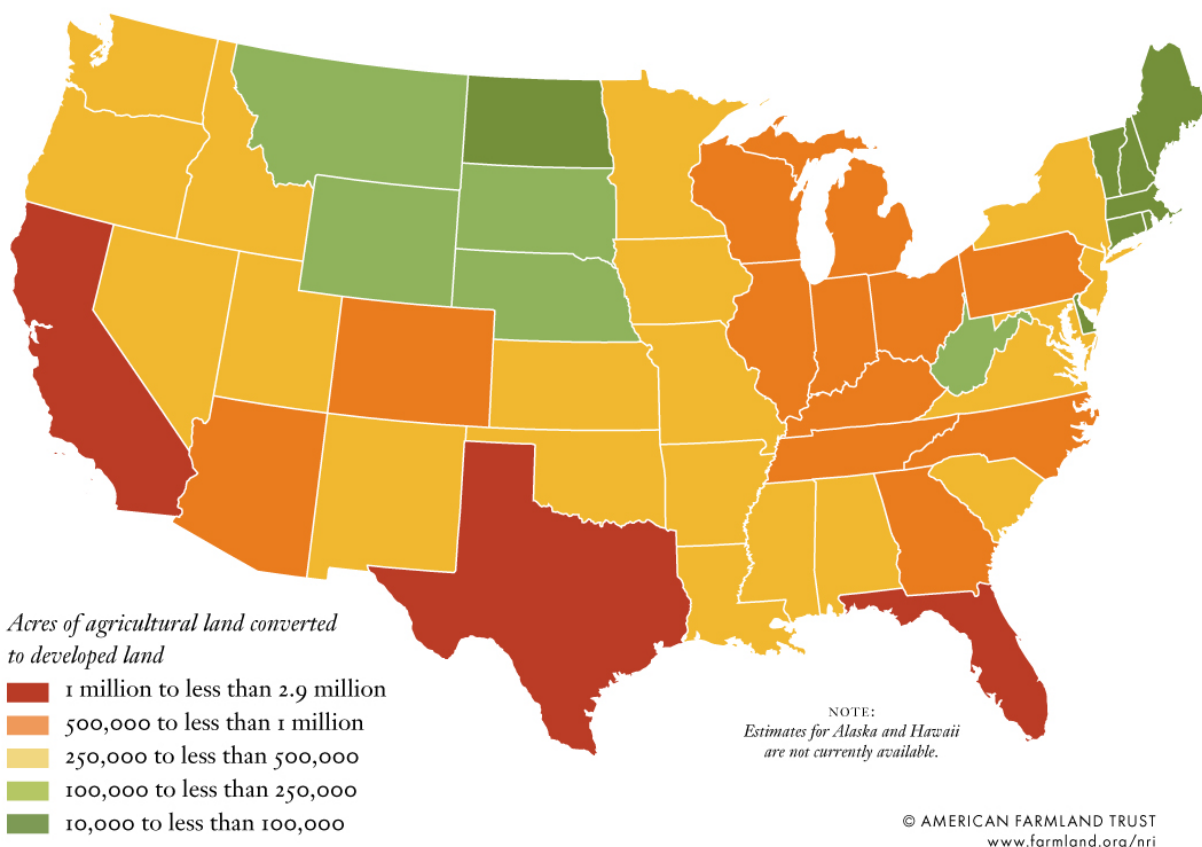 Acres of agricultural land converted
to developed land
1 million to less than 2.9 million
500,000 to less than 1 million
250,000 to less than 500,000
100,000 to less than 250,000
10,000 to less than 100,000
NOTE:
Estimates for Alaska and Hawaii
are not currently available.
© AMERICAN FARMLAND TRUST
www.farmland.org/nri